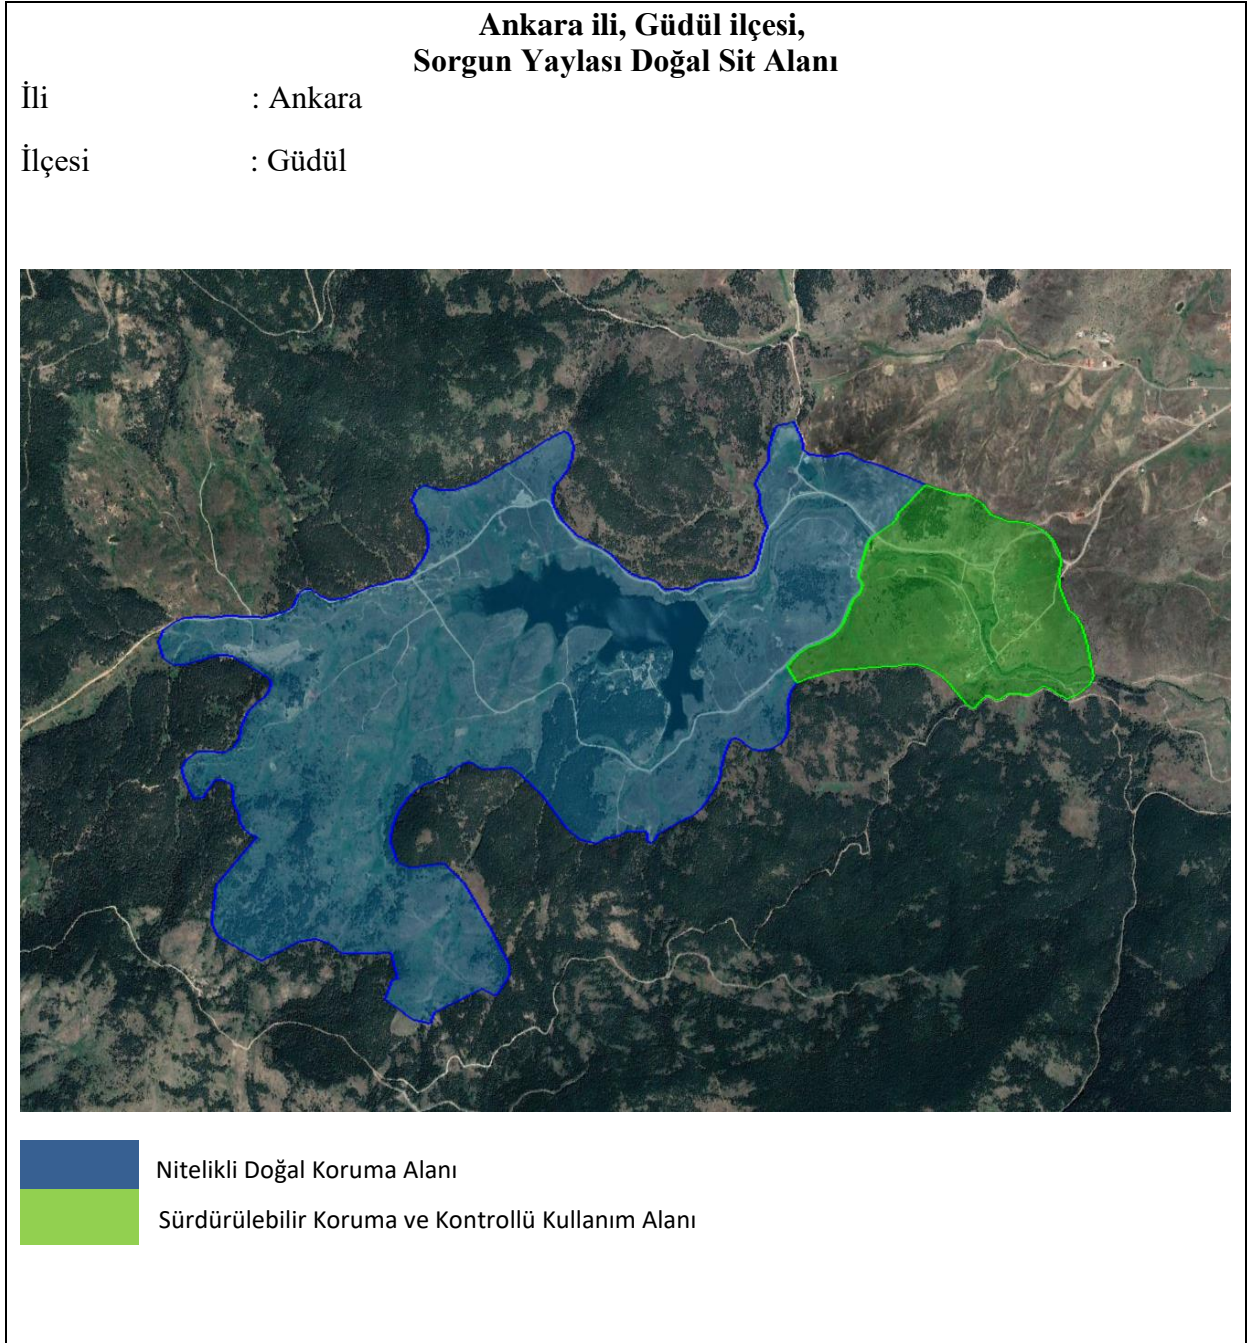 Ankara ili, Güdül ilçesi,
Sorgun Yaylası Doğal Sit Alanı
İli : Ankara
İlçesi : Güdül
Nitelikli Doğal Koruma Alanı
Sürdürülebilir Koruma ve Kontrollü Kullanım Alanı